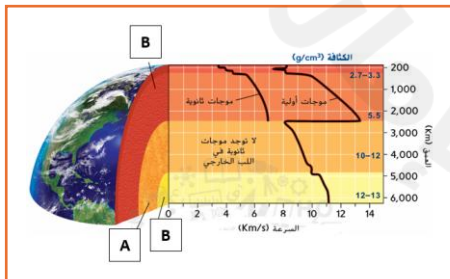 B
الكثافة (g/cm³)
200
2.7-3.3
1,000
موجات أولية
موجات ثانوية
2,000
5.5
3,000
لا توجد موجات
ثانوية في
اللب الخارجي
10-12
4,000
5,000
12-13
6,000
العمق (Km)
A
B
0 2 4 6 8 10 12 14
السرعة (Km/s)